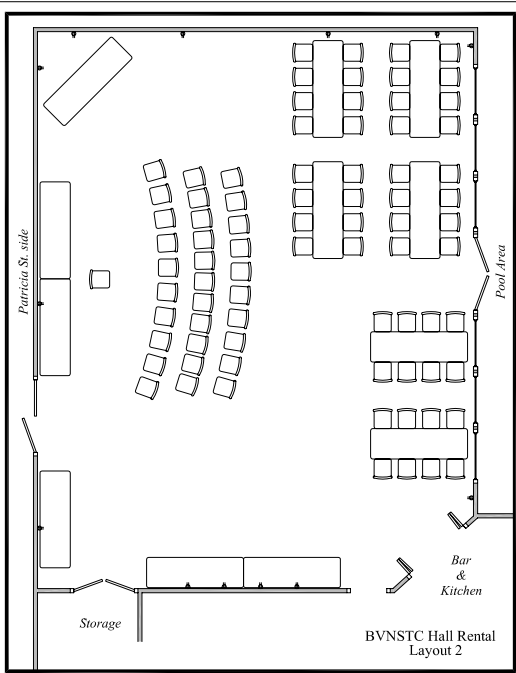 Patricia St. side
Pool Area
Bar
&
Kitchen
Storage
BVNSTC Hall Rental
Layout 2